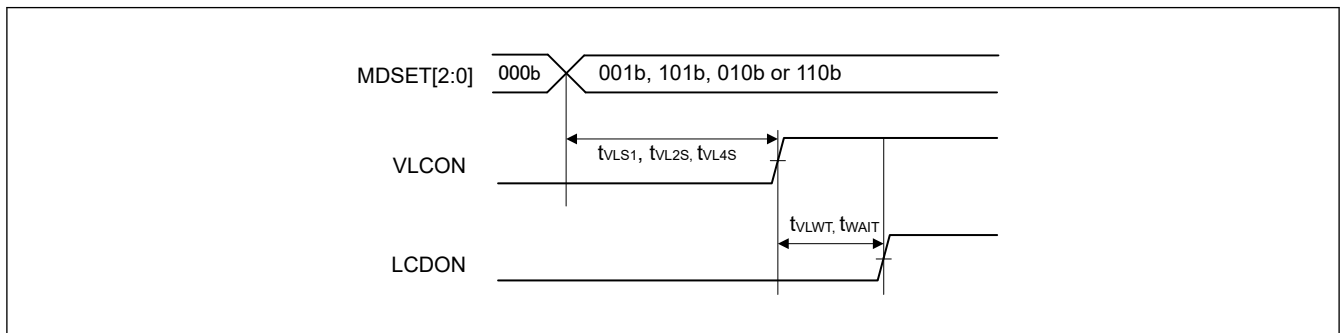 MDSET[2:0] 000b 001b, 101b, 010b or 110b
tVLS1, tVL2S, tVL4S
VLCON
tVLWT, tWAIT
LCDON